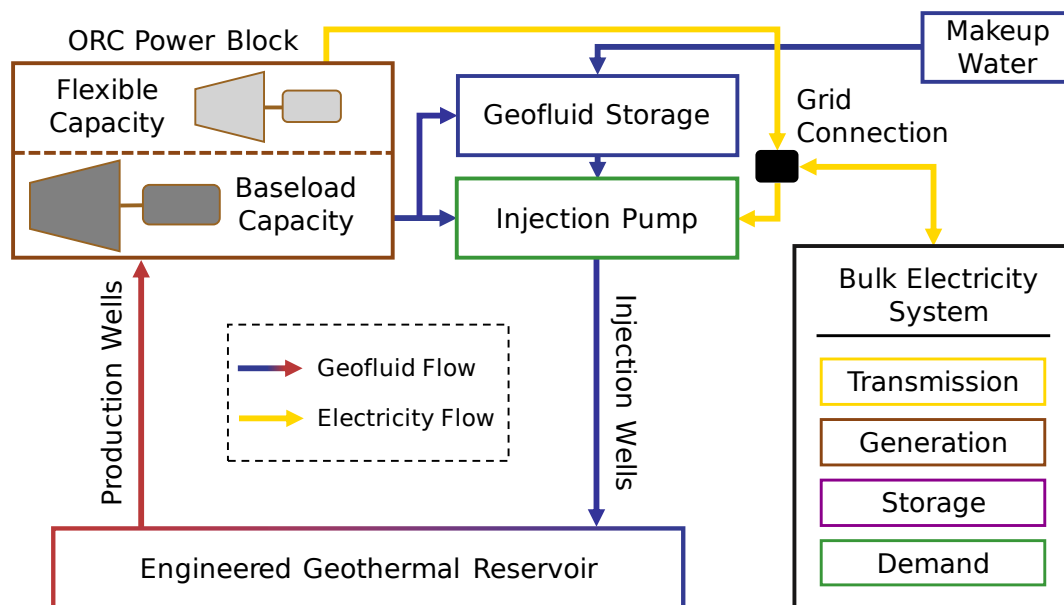 ORC Power Block
Flexible
Capacity
Baseload
Capacity
Geofluid Storage
Injection Pump
Makeup
Water
Grid
Connection
Production Wells
Injection Wells
Geofluid Flow
Electricity Flow
Bulk Electricity
System
Transmission
Generation
Storage
Demand
Engineered Geothermal Reservoir